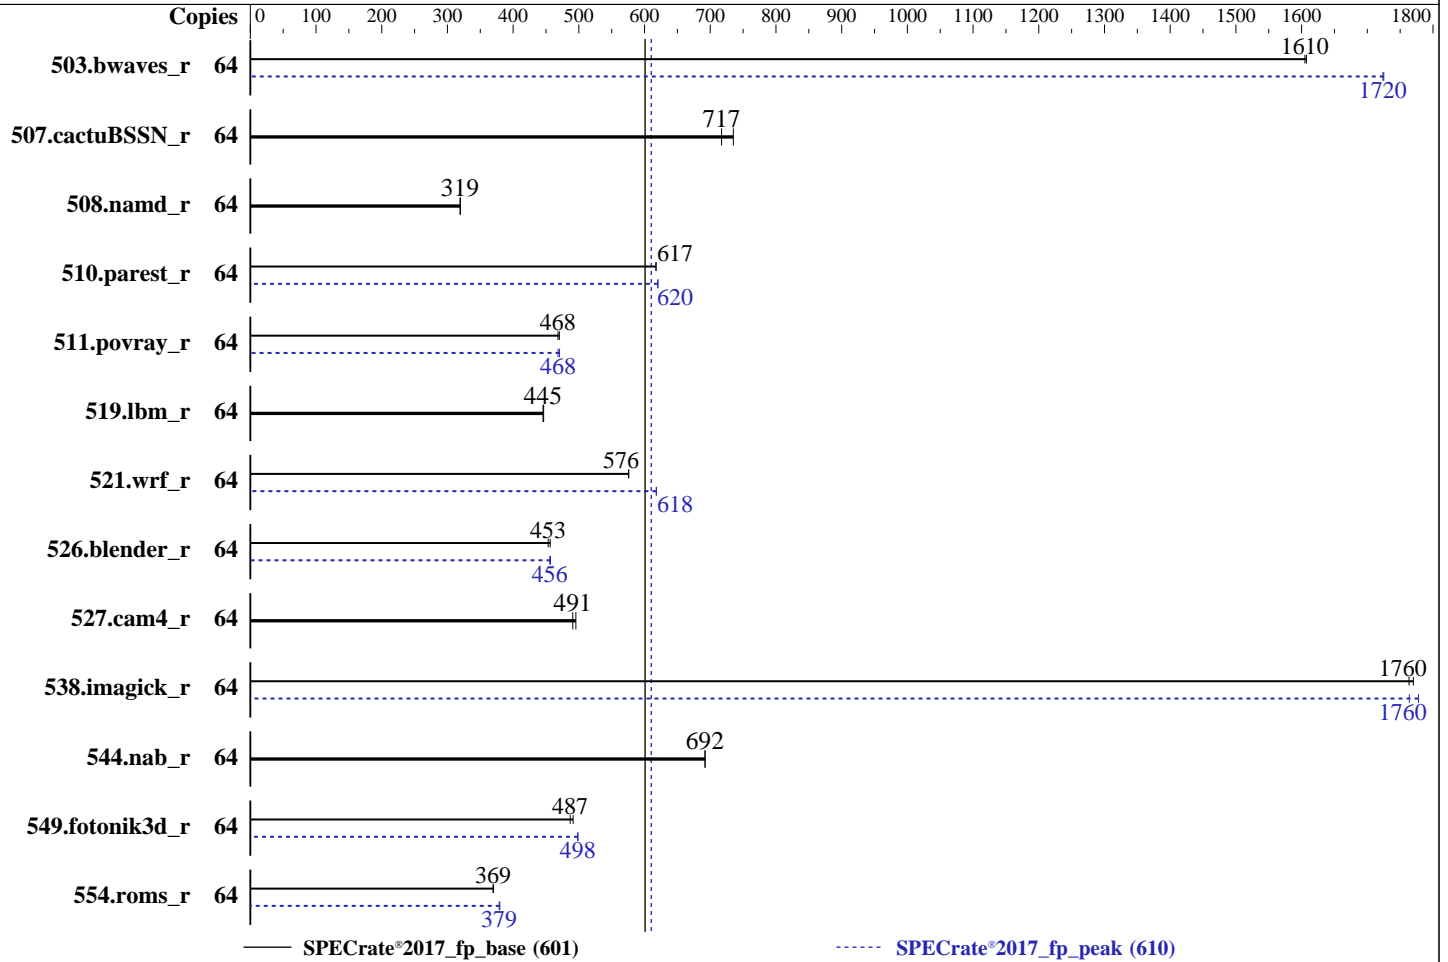 Copies 0 100 200 300 400 500 600 700 800 900 1000 1100 1200 1300 1400 1500 1600 1800
503.bwaves_r 64 1610
1720
507.cactuBSSN_r 64 717
508.namd_r 64 319
510.parest_r 64 617
620
511.povray_r 64 468
468
519.lbm_r 64 445
521.wrf_r 64 576
618
526.blender_r 64 453
456
527.cam4_r 64 491
538.imagick_r 64 1760
1760
544.nab_r 64 692
549.fotonik3d_r 64 487
498
554.roms_r 64 369
379
SPECrate®2017_fp_base (601) SPECrate®2017_fp_peak (610)